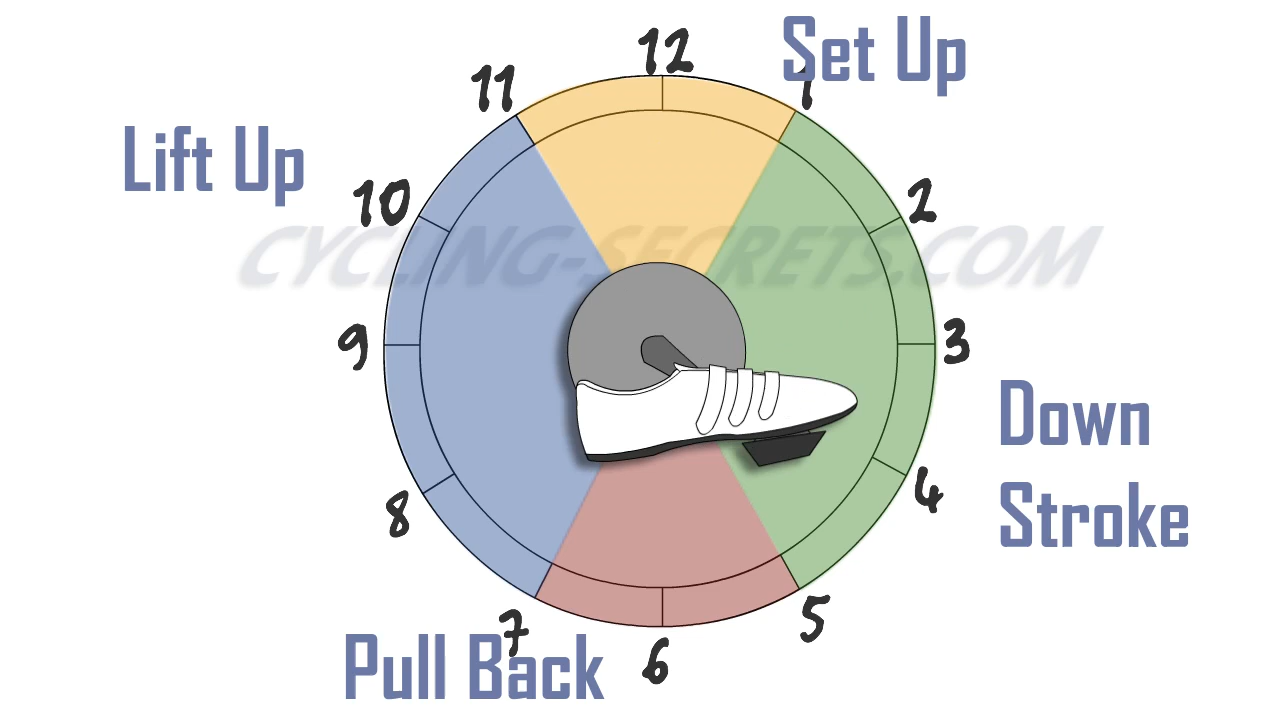 12
Set Up
11
1
Lift Up
10
2
CYCLING-SECRETS.COM
9
3
Down
Stroke
8
4
7
5
Pull Back
6